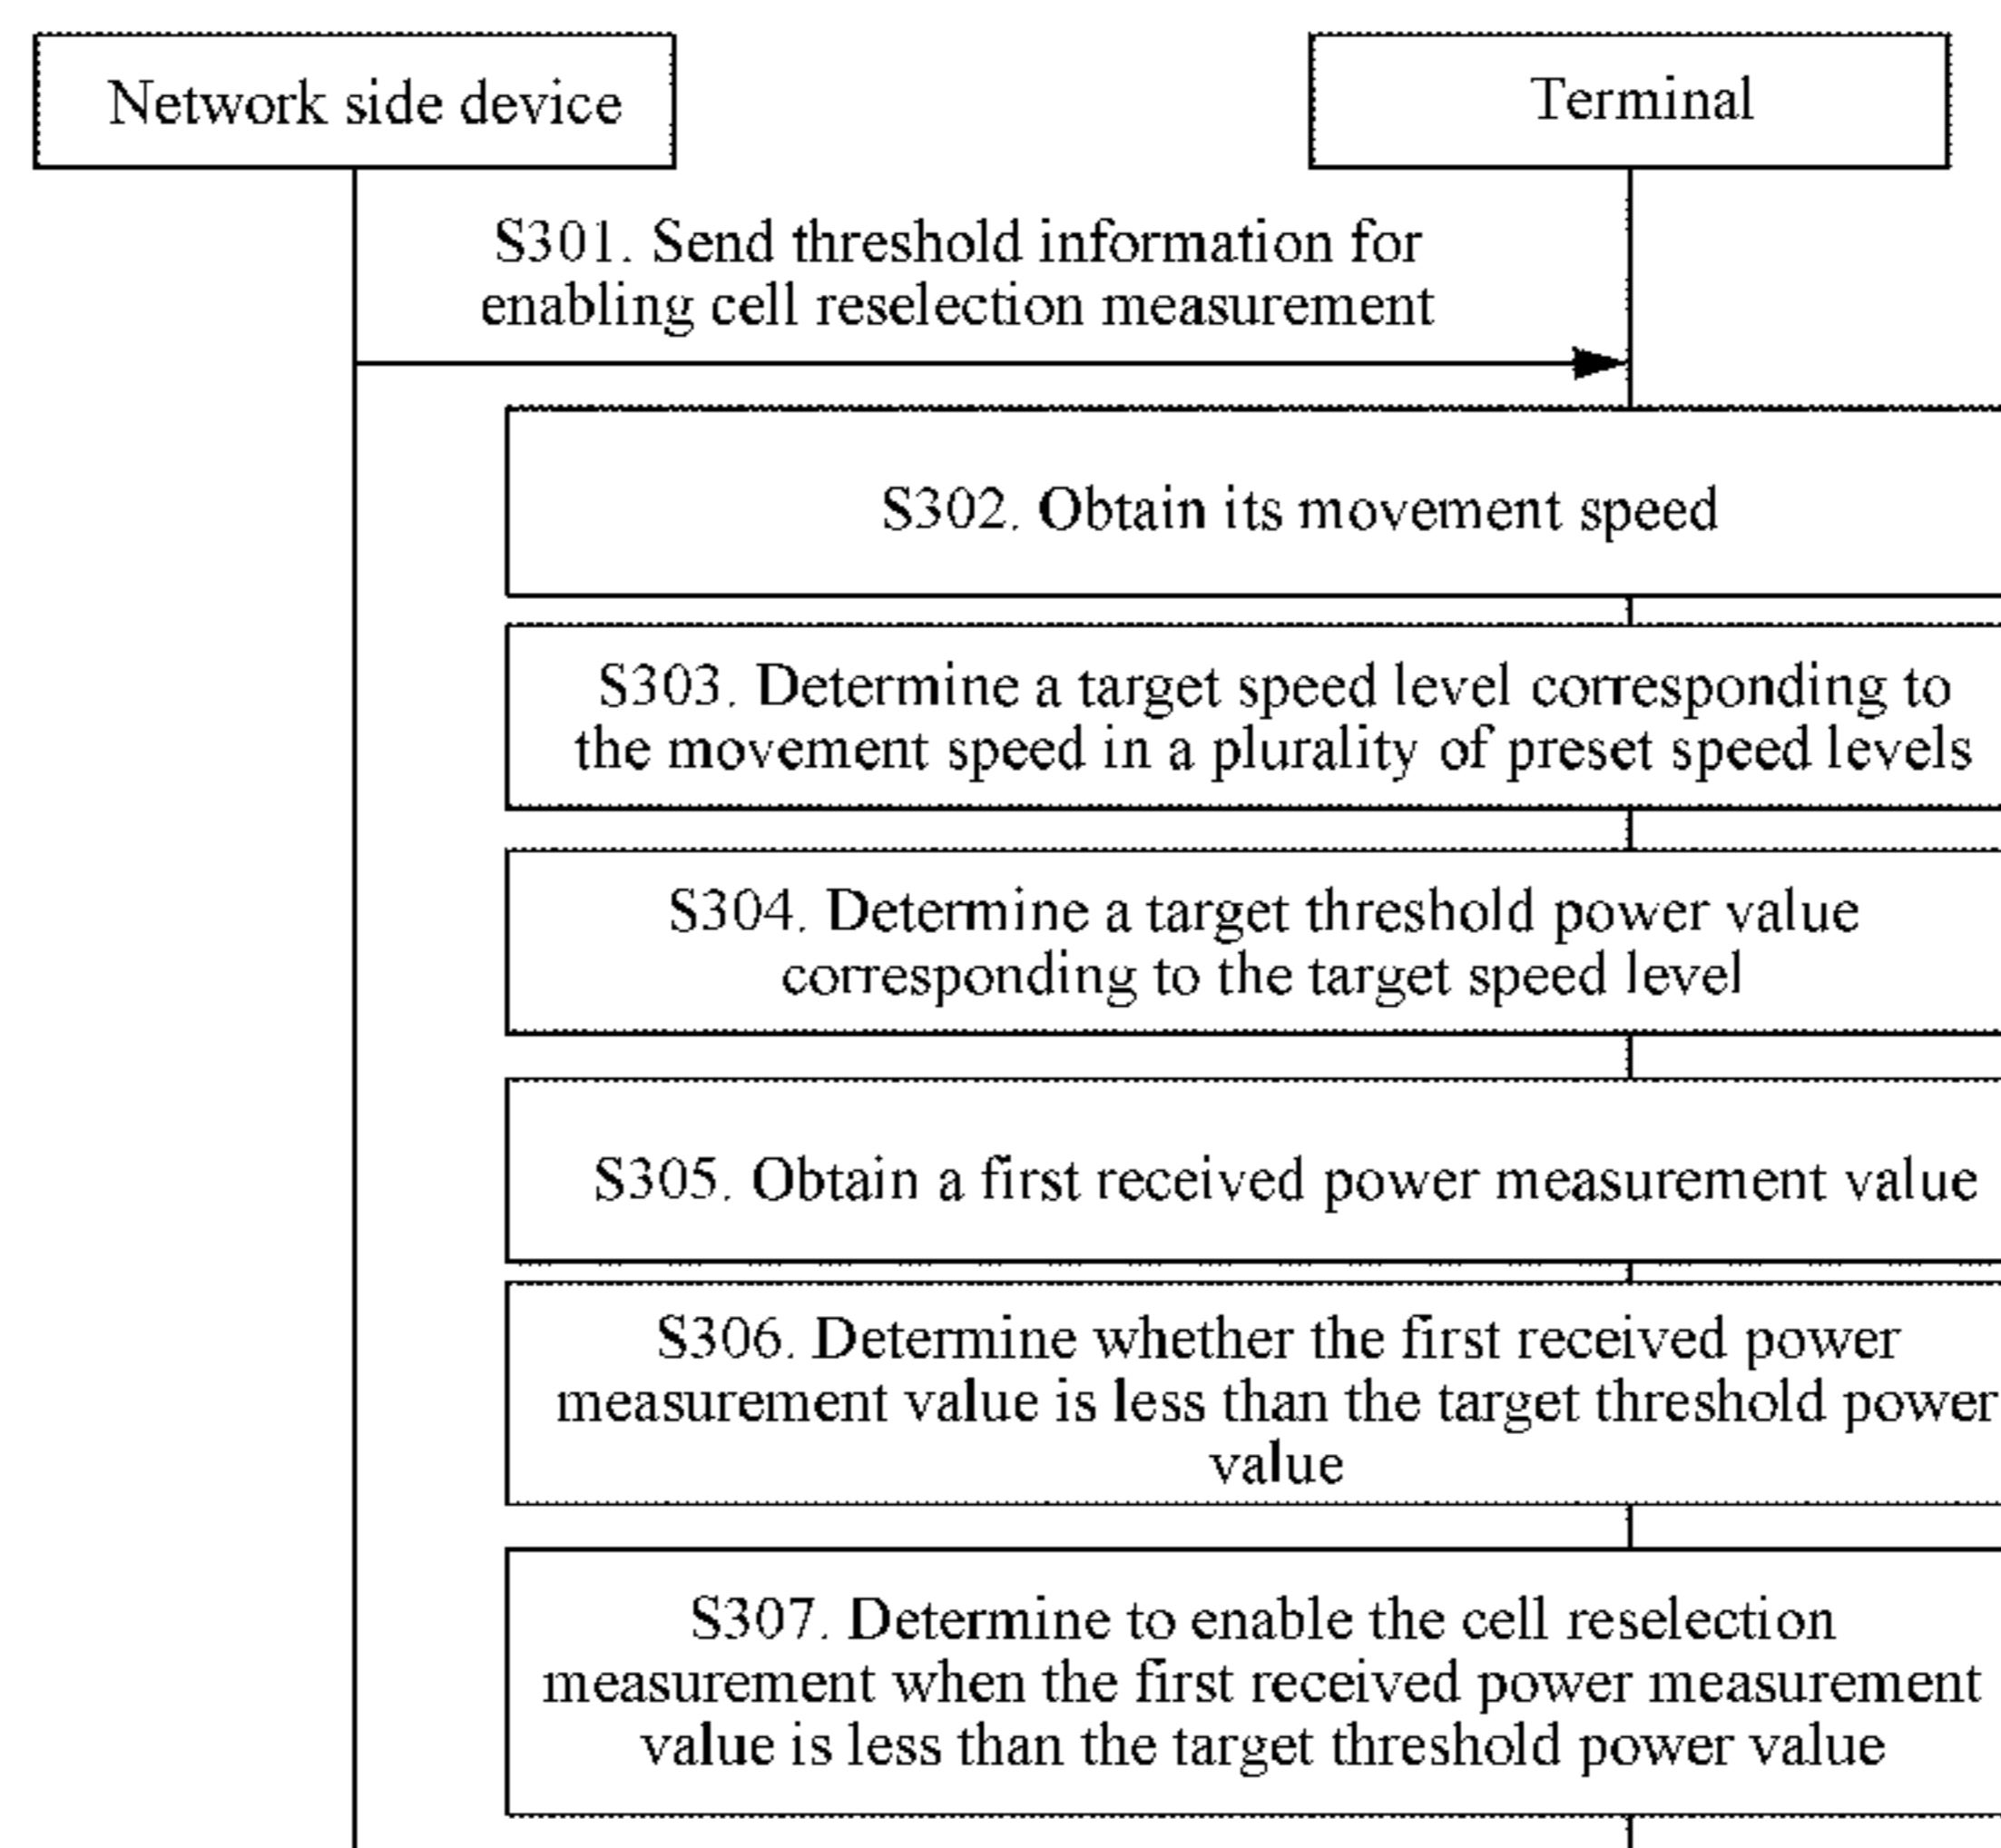 Network side device
Terminal
S301. Send threshold information for
enabling cell reselection measurement
S302. Obtain its movement speed
S303. Determine a target speed level corresponding to
the movement speed in a plurality of preset speed levels
S304. Determine a target threshold power value
corresponding to the target speed level
S305. Obtain a first received power measurement value
S306. Determine whether the first received power
measurement value is less than the target threshold power
value
S307. Determine to enable the cell reselection
measurement when the first received power measurement
value is less than the target threshold power value